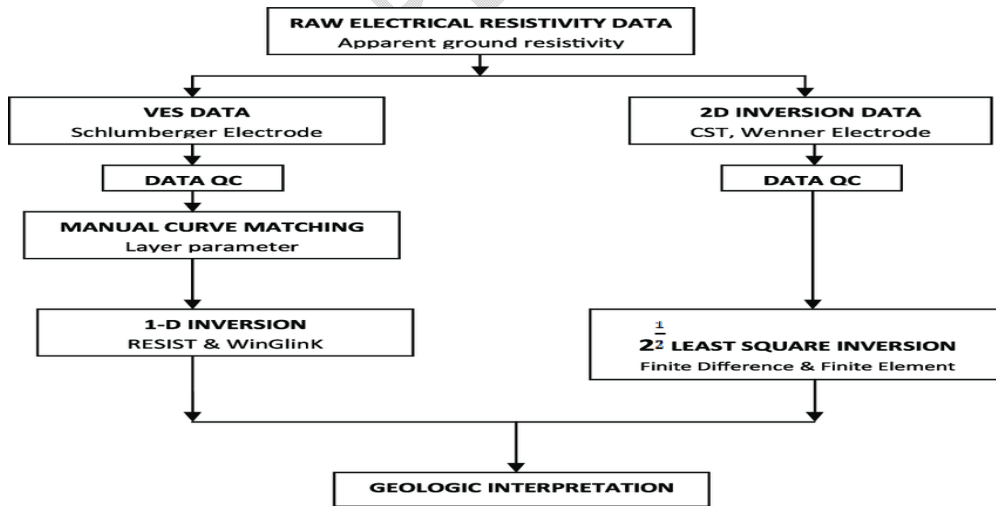 RAW ELECTRICAL RESISTIVITY DATA
Apparent ground resistivity
VES DATA
Schlumberger Electrode
DATA QC
MANUAL CURVE MATCHING
Layer parameter
1-D INVERSION
RESIST & WinGlinK
2D INVERSION DATA
CST, Wenner Electrode
DATA QC
2 1/2 LEAST SQUARE INVERSION
Finite Difference & Finite Element
GEOLOGIC INTERPRETATION